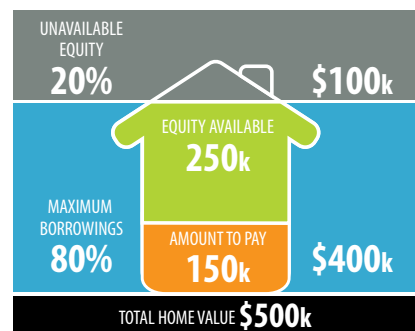 UNAVAILABLE
EQUITY
20%
$100k
EQUITY AVAILABLE
250k
MAXIMUM
BORROWINGS
80%
AMOUNT TO PAY
150k
$400k
TOTAL HOME VALUE $500k